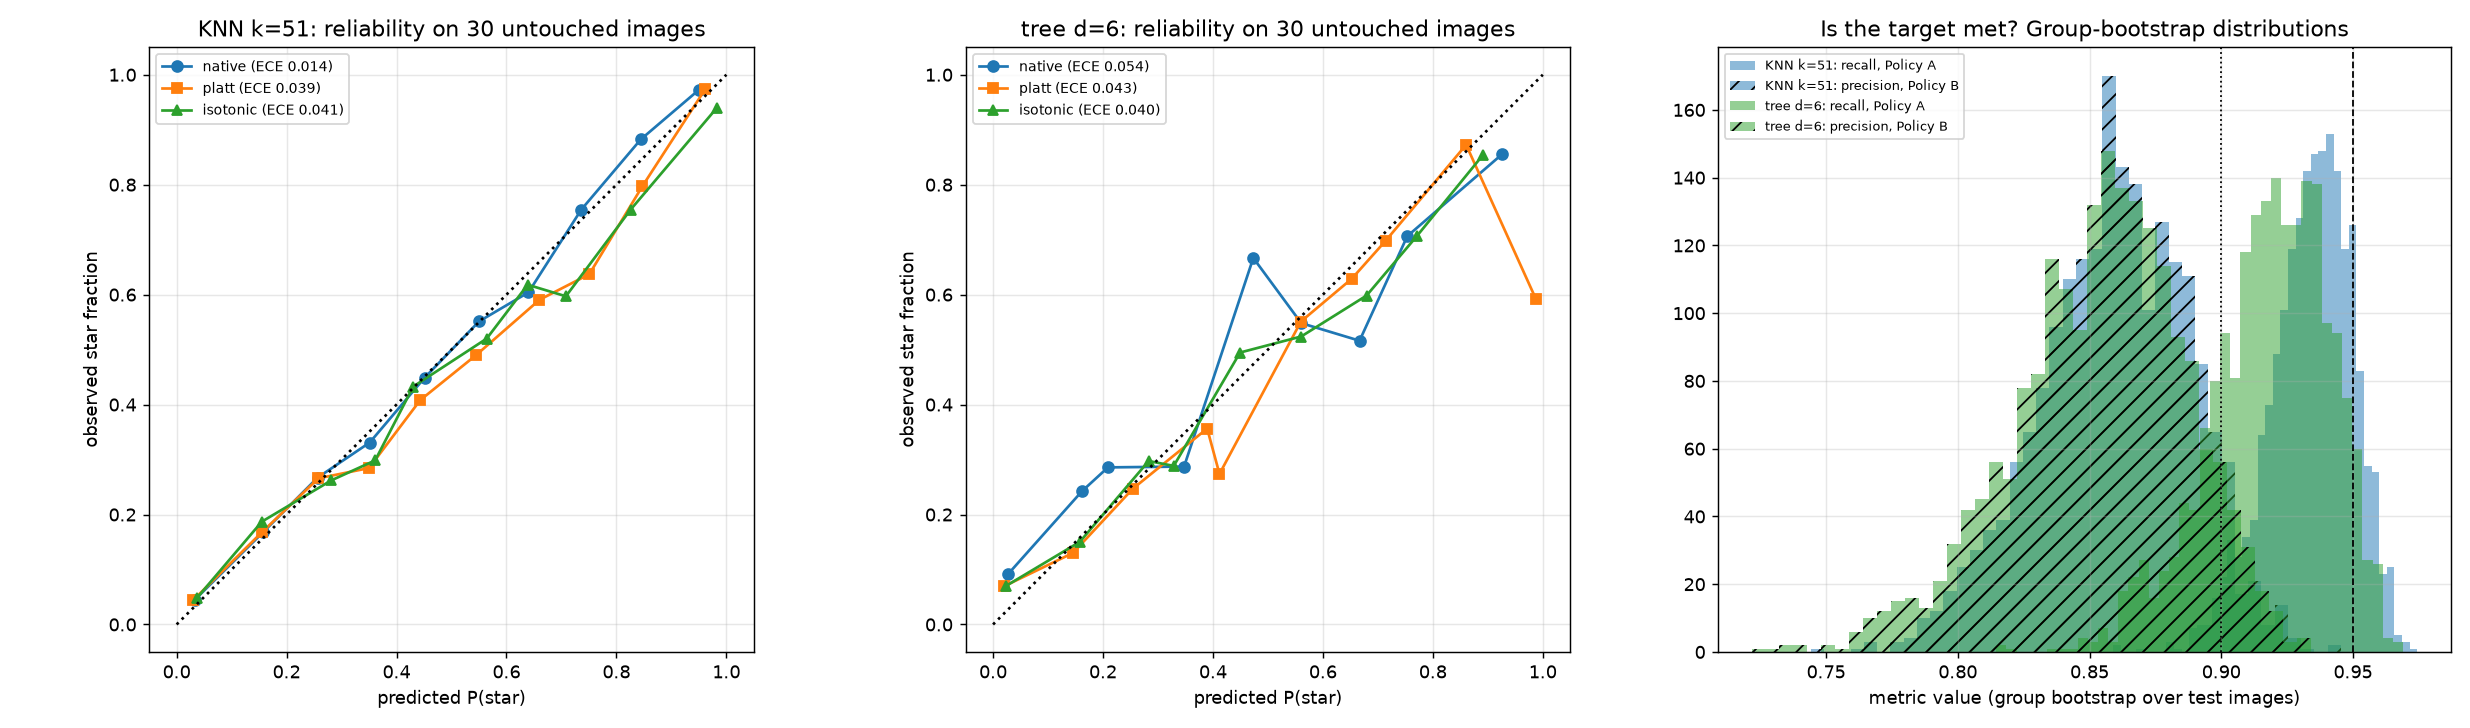 KNN k=51: reliability on 30 untouched images
native (ECE 0.014)
platt (ECE 0.039)
isotonic (ECE 0.041)
1.0
0.8
0.6
0.4
0.2
0.0
observed star fraction
0.0 0.2 0.4 0.6 0.8 1.0
predicted P(star)
tree d=6: reliability on 30 untouched images
native (ECE 0.054)
platt (ECE 0.043)
isotonic (ECE 0.040)
1.0
0.8
0.6
0.4
0.2
0.0
observed star fraction
0.0 0.2 0.4 0.6 0.8 1.0
predicted P(star)
Is the target met? Group-bootstrap distributions
KNN k=51: recall, Policy A
KNN k=51: precision, Policy B
tree d=6: recall, Policy A
tree d=6: precision, Policy B
160
140
120
100
80
60
40
20
0
0.75 0.80 0.85 0.90 0.95
metric value (group bootstrap over test images)